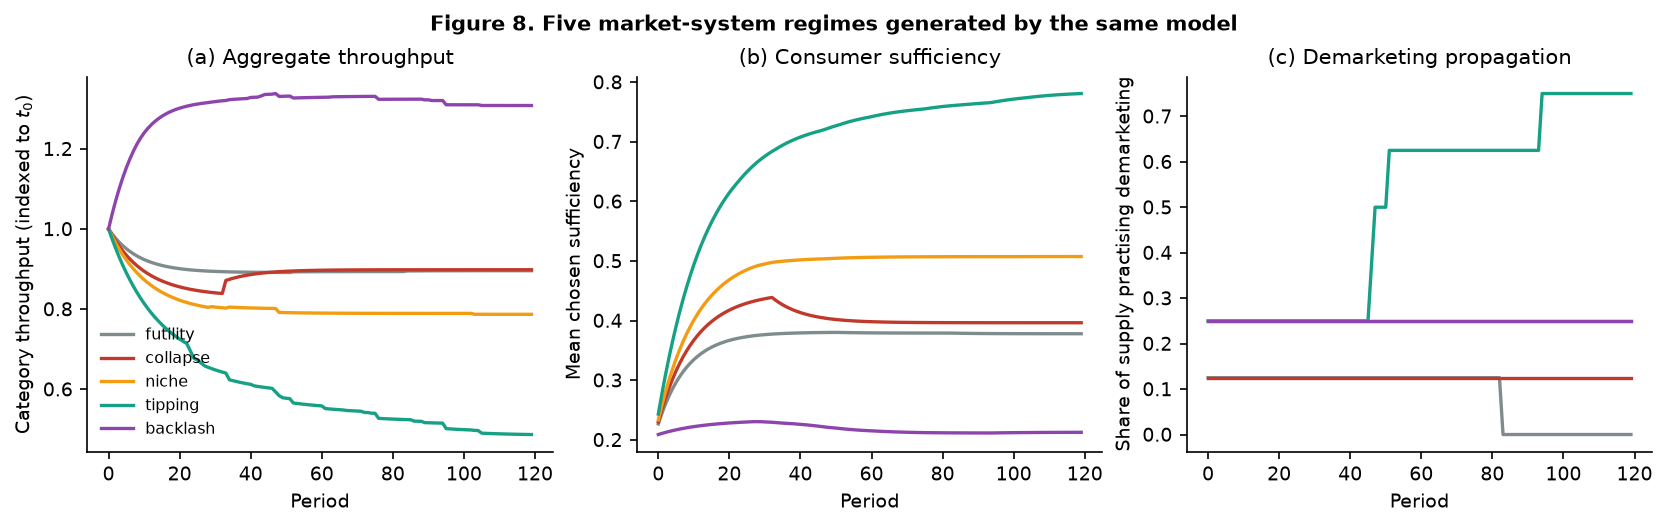 Figure 8. Five market-system regimes generated by the same model
(a) Aggregate throughput
Category throughput (indexed to t0)
1.2
1.0
0.8
0.6
futility
collapse
niche
tipping
backlash
0 20 40 60 80 100 120
Period
(b) Consumer sufficiency
Mean chosen sufficiency
0.8
0.7
0.6
0.5
0.4
0.3
0.2
0 20 40 60 80 100 120
Period
(c) Demarketing propagation
Share of supply practising demarketing
0.7
0.6
0.5
0.4
0.3
0.2
0.1
0.0
0 20 40 60 80 100 120
Period